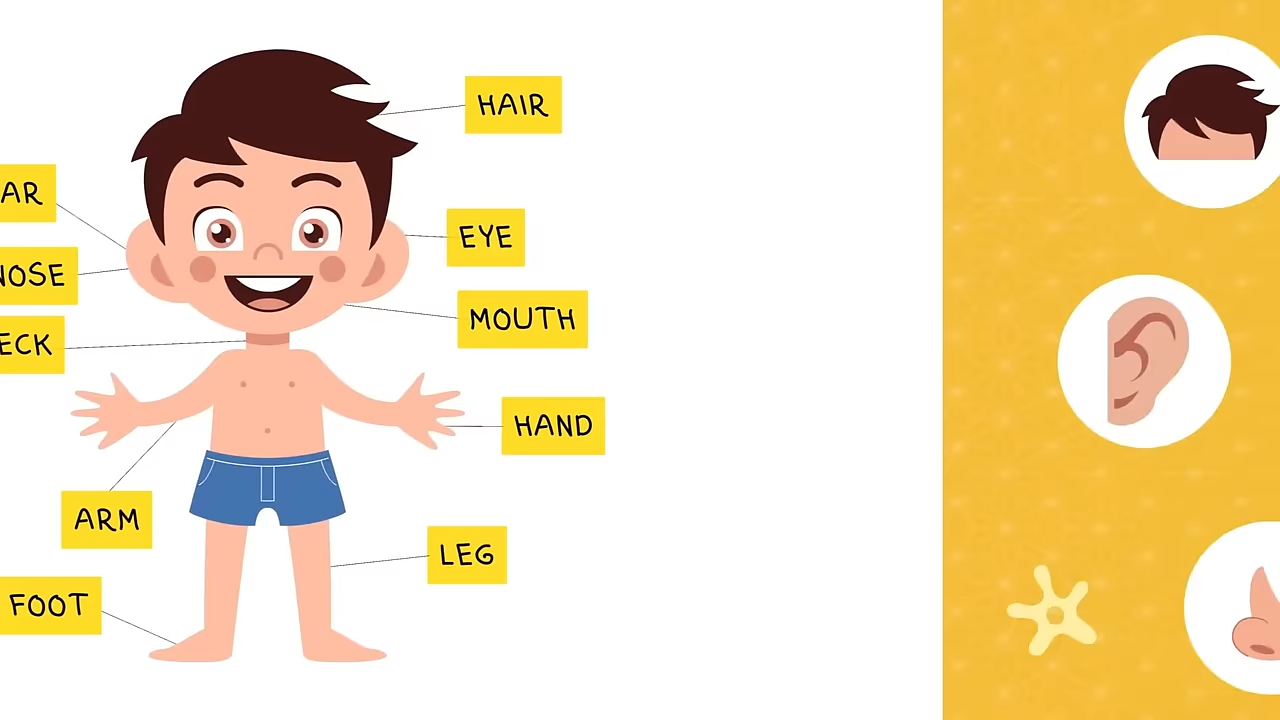 HAIR
AR
EYE
NOSE
MOUTH
ECK
HAND
ARM
LEG
FOOT